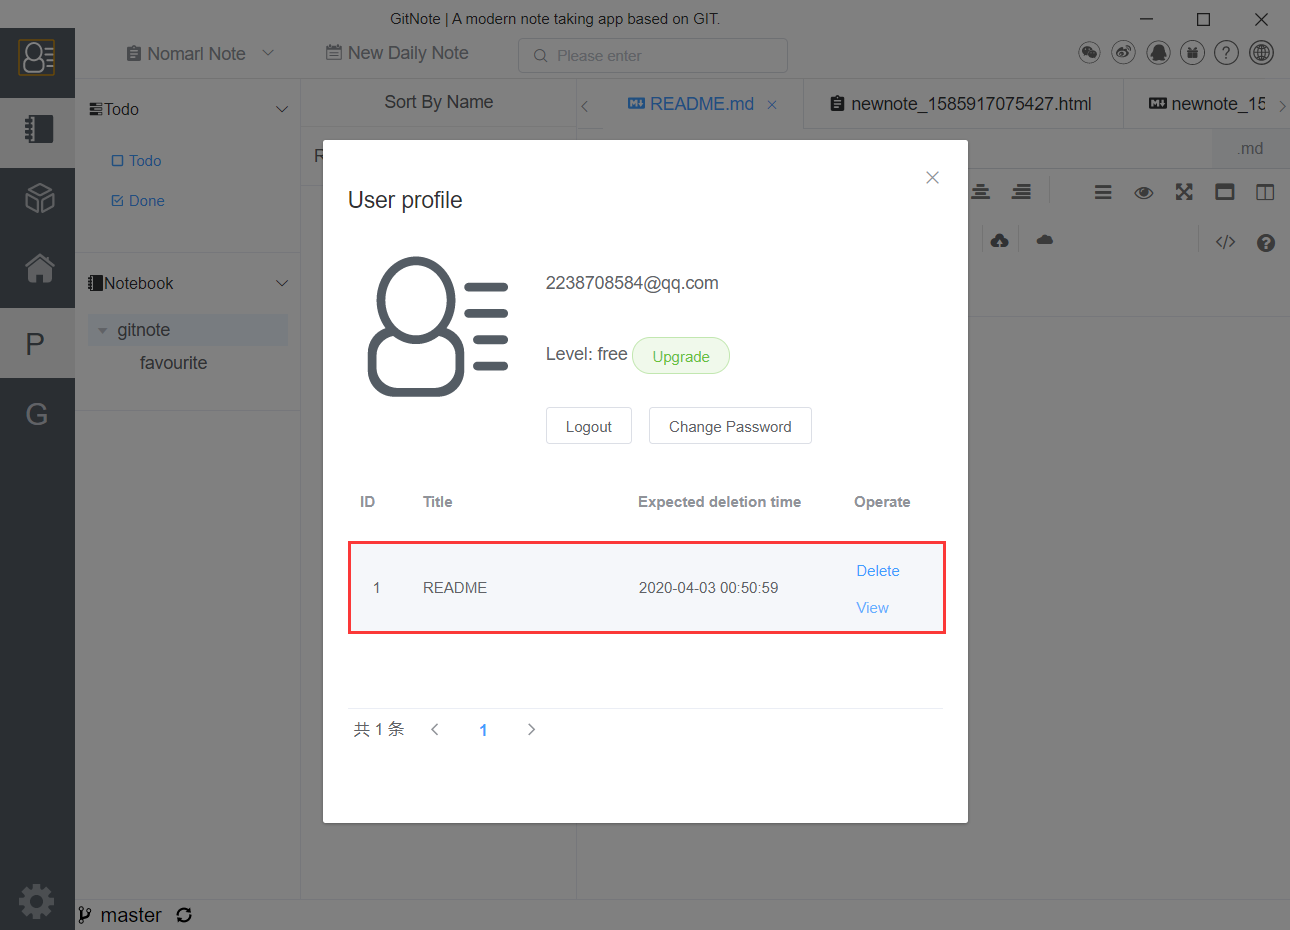 GitNote | A modern note taking app based on GIT.
Nomarl Note
New Daily Note
Please enter
Todo
Todo
Done
Notebook
gitnote
favourite
P
G
Sort By Name
README.md
newnote_1585917075427.html
newnote_15
.md
User profile
2238708584@qq.com
Level: free Upgrade
Logout Change Password
ID Title Expected deletion time Operate
1 README 2020-04-03 00:50:59 Delete
View
共 1 条 1
master